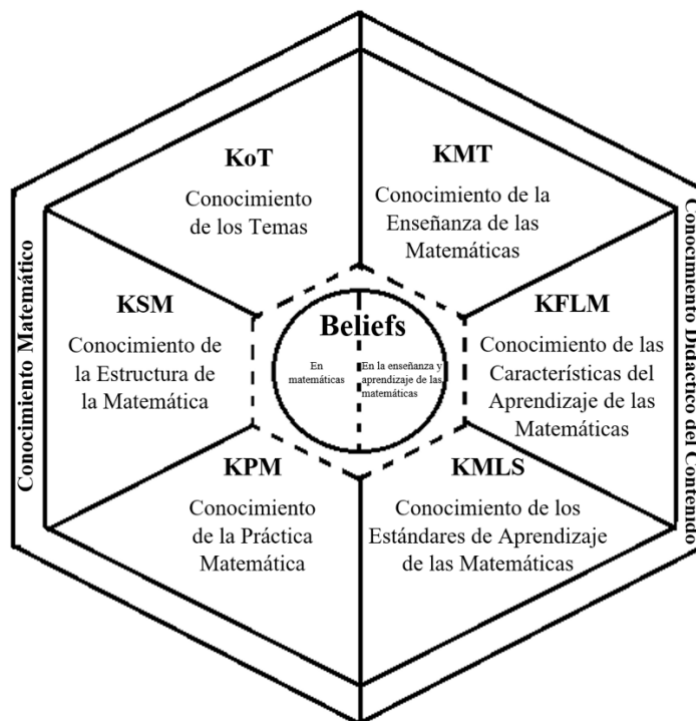 KoT
Conocimiento
de los Temas
KMT
Conocimiento de la
Enseñanza de las
Matemáticas
KSM
Conocimiento de
la Estructura de
la Matemática
Beliefs
En
matemáticas
En la enseñanza y
aprendizaje de las
matemáticas
KFLM
Conocimiento de las
Características del
Aprendizaje de las
Matemáticas
KPM
Conocimiento
de la Práctica
Matemática
KMLS
Conocimiento de los
Estándares de Aprendizaje
de las Matemáticas
Conocimiento Matemático
Conocimiento Didactico del Contenido